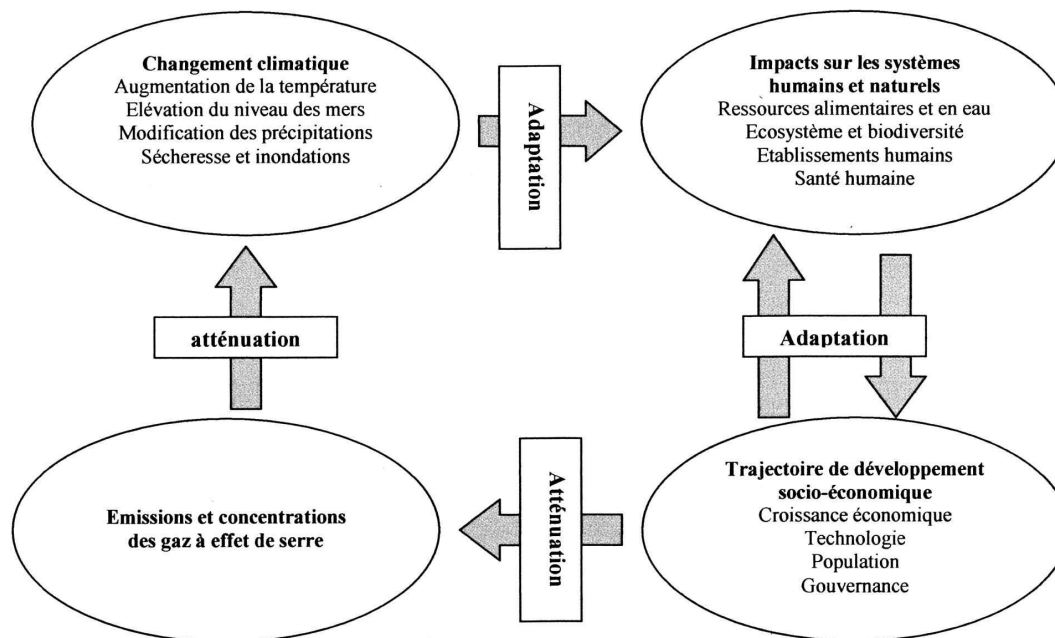 Changement climatique
Augmentation de la température
Elévation du niveau des mers
Modification des précipitations
Sécheresse et inondations
Adaptation
Impacts sur les systèmes
humains et naturels
Ressources alimentaires et en eau
Ecosystème et biodiversité
Etablissements humains
Santé humaine
atténuation
Adaptation
Emissions et concentrations
des gaz à effet de serre
Atténuation
Trajectoire de développement
socio-économique
Croissance économique
Technologie
Population
Gouvernance